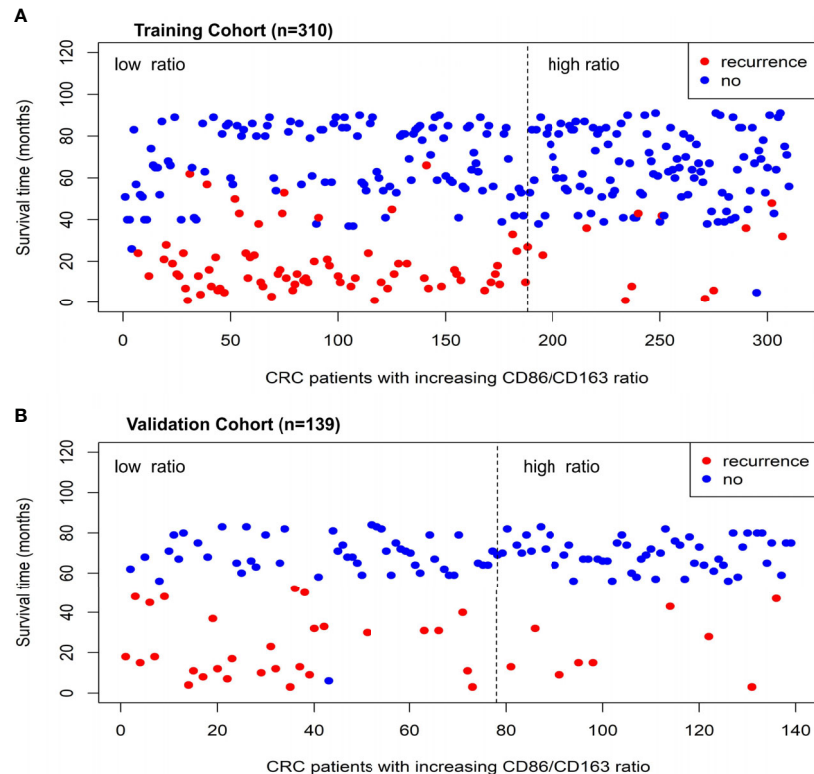 A
Training Cohort (n=310)
low ratio
high ratio
recurrence
no
Survival time (months)
120
100
80
60
40
20
0
0 50 100 150 200 250 300
CRC patients with increasing CD86/CD163 ratio
B
Validation Cohort (n=139)
low ratio
high ratio
recurrence
no
Survival time (months)
120
100
80
60
40
20
0
0 20 40 60 80 100 120 140
CRC patients with increasing CD86/CD163 ratio